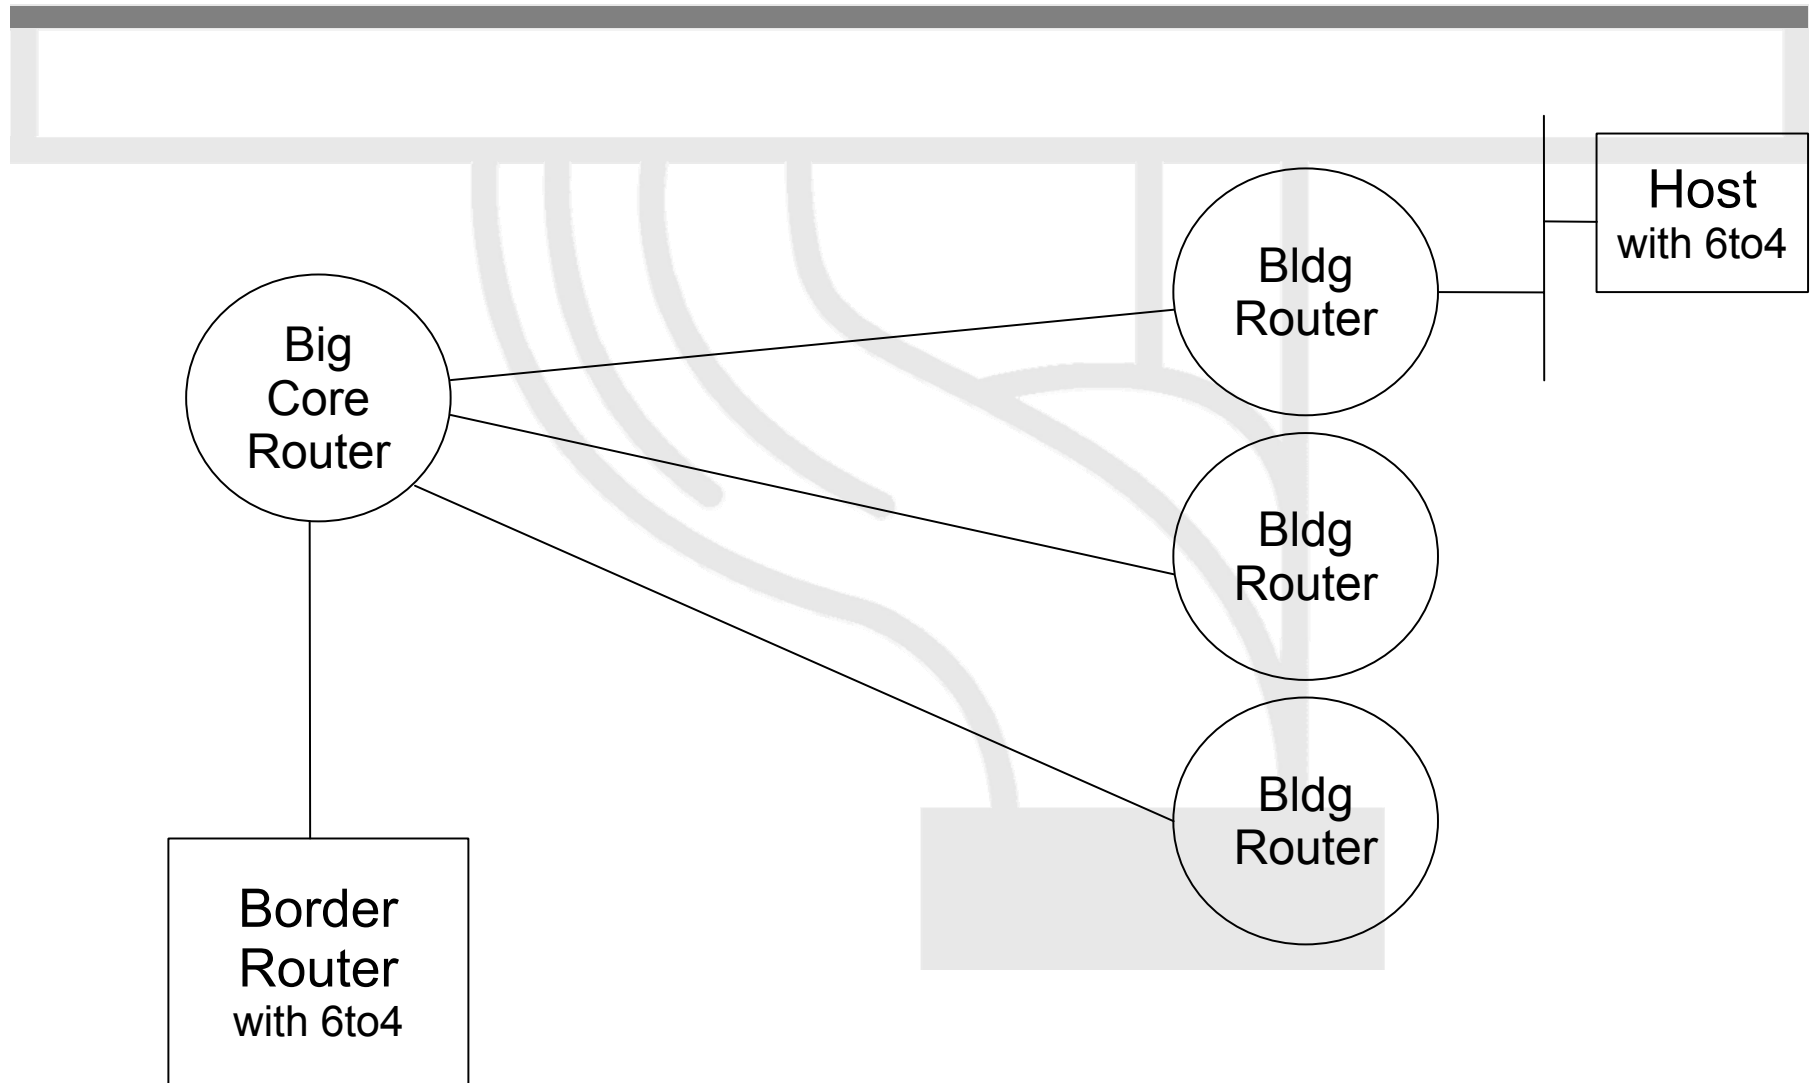 Host
with 6to4
Bldg
Router
Big
Core
Router
Bldg
Router
Bldg
Router
Border
Router
with 6to4